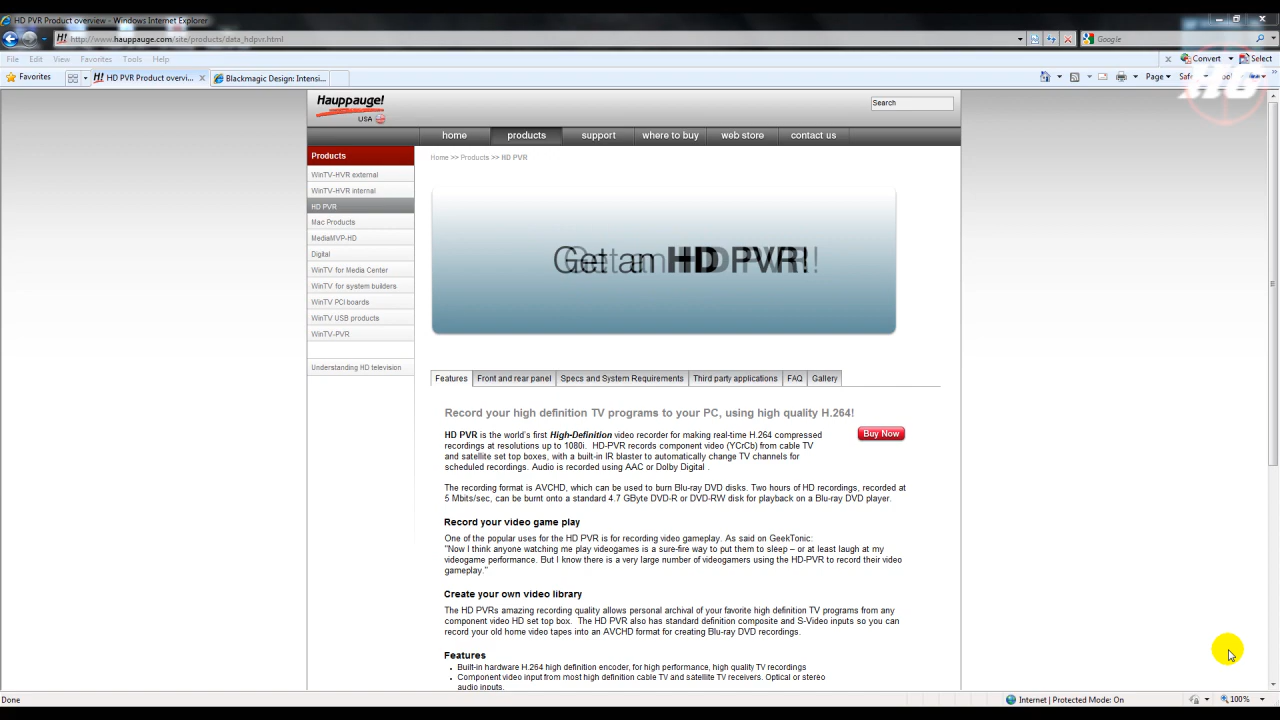 HD PVR Product overview - Windows Internet Explorer
http://www.hauppauge.com/site/products/data_hdpvr.html
Google
File Edit View Favorites Tools Help
Convert Select
Favorites
HD PVR Product overvi...
Blackmagic Design: Intensi...
Page
HD
Hauppauge!
USA
Search
home products support where to buy web store contact us
Products
WinTV-HVR external
WinTV-HVR internal
HD PVR
Mac Products
MediaMVP-HD
Digital
WinTV for Media Center
WinTV for system builders
WinTV PCI boards
WinTV USB products
WinTV-PVR
Understanding HD television
Home >> Products >> HD PVR
Get an HD PVR!
Features Front and rear panel Specs and System Requirements Third party applications FAQ Gallery
Record your high definition TV programs to your PC, using high quality H.264!
Buy Now
HD PVR is the world's first High-Definition video recorder for making real-time H.264 compressed
recordings at resolutions up to 1080i. HD-PVR records component video (YCrCb) from cable TV
and satellite set top boxes, with a built-in IR blaster to automatically change TV channels for
scheduled recordings. Audio is recorded using AAC or Dolby Digital .
The recording format is AVCHD, which can be used to burn Blu-ray DVD disks. Two hours of HD recordings, recorded at
5 Mbits/sec, can be burnt onto a standard 4.7 GByte DVD-R or DVD-RW disk for playback on a Blu-ray DVD player.
Record your video game play
One of the popular uses for the HD PVR is for recording video gameplay. As said on GeekTonic:
"Now I think anyone watching me play videogames is a sure-fire way to put them to sleep – or at least laugh at my
videogame performance. But I know there is a very large number of videogamers using the HD-PVR to record their video
gameplay."
Create your own video library
The HD PVRs amazing recording quality allows personal archival of your favorite high definition TV programs from any
component video HD set top box. The HD PVR also has standard definition composite and S-Video inputs so you can
record your old home video tapes into an AVCHD format for creating Blu-ray DVD recordings.
Features
Built-in hardware H.264 high definition encoder, for high performance, high quality TV recordings
Component video input from most high definition cable TV and satellite TV receivers. Optical or stereo
audio inputs.
Done
Internet | Protected Mode: On
100%